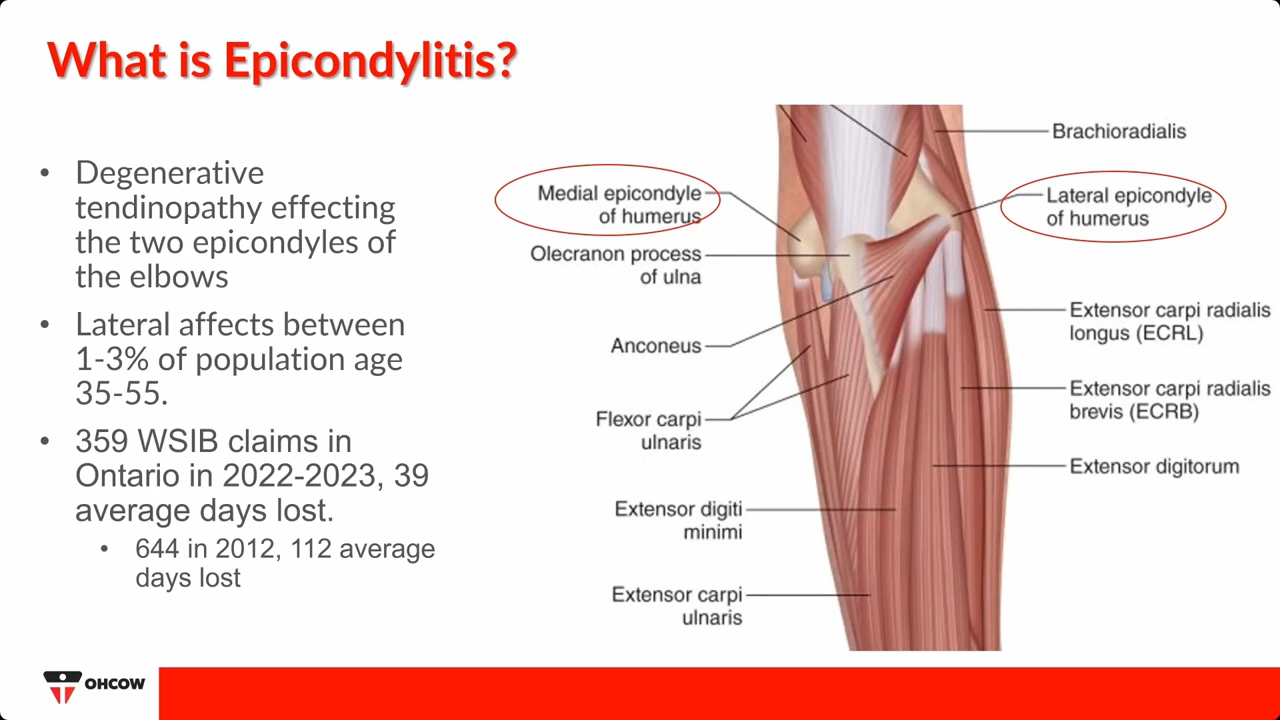 What is Epicondylitis?
• Degenerative
tendinopathy effecting
the two epicondyles of
the elbows
• Lateral affects between
1-3% of population age
35-55.
• 359 WSIB claims in
Ontario in 2022-2023, 39
average days lost.
• 644 in 2012, 112 average
days lost
Medial epicondyle
of humerus
Olecranon process
of ulna
Anconeus
Flexor carpi
ulnaris
Extensor digiti
minimi
Extensor carpi
ulnaris
Brachioradialis
Lateral epicondyle
of humerus
Extensor carpi radialis
longus (ECRL)
Extensor carpi radialis
brevis (ECRB)
Extensor digitorum
OHCOW